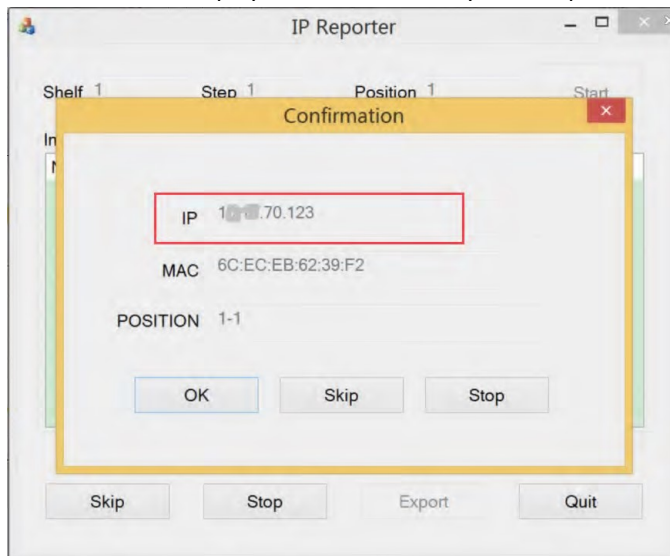 IP Reporter
Shelf 1 Step 1 Position 1 Start
Confirmation
IP .70.123
MAC 6C:EC:EB:62:39:F2
POSITION 1-1
OK Skip Stop
Skip Stop Export Quit